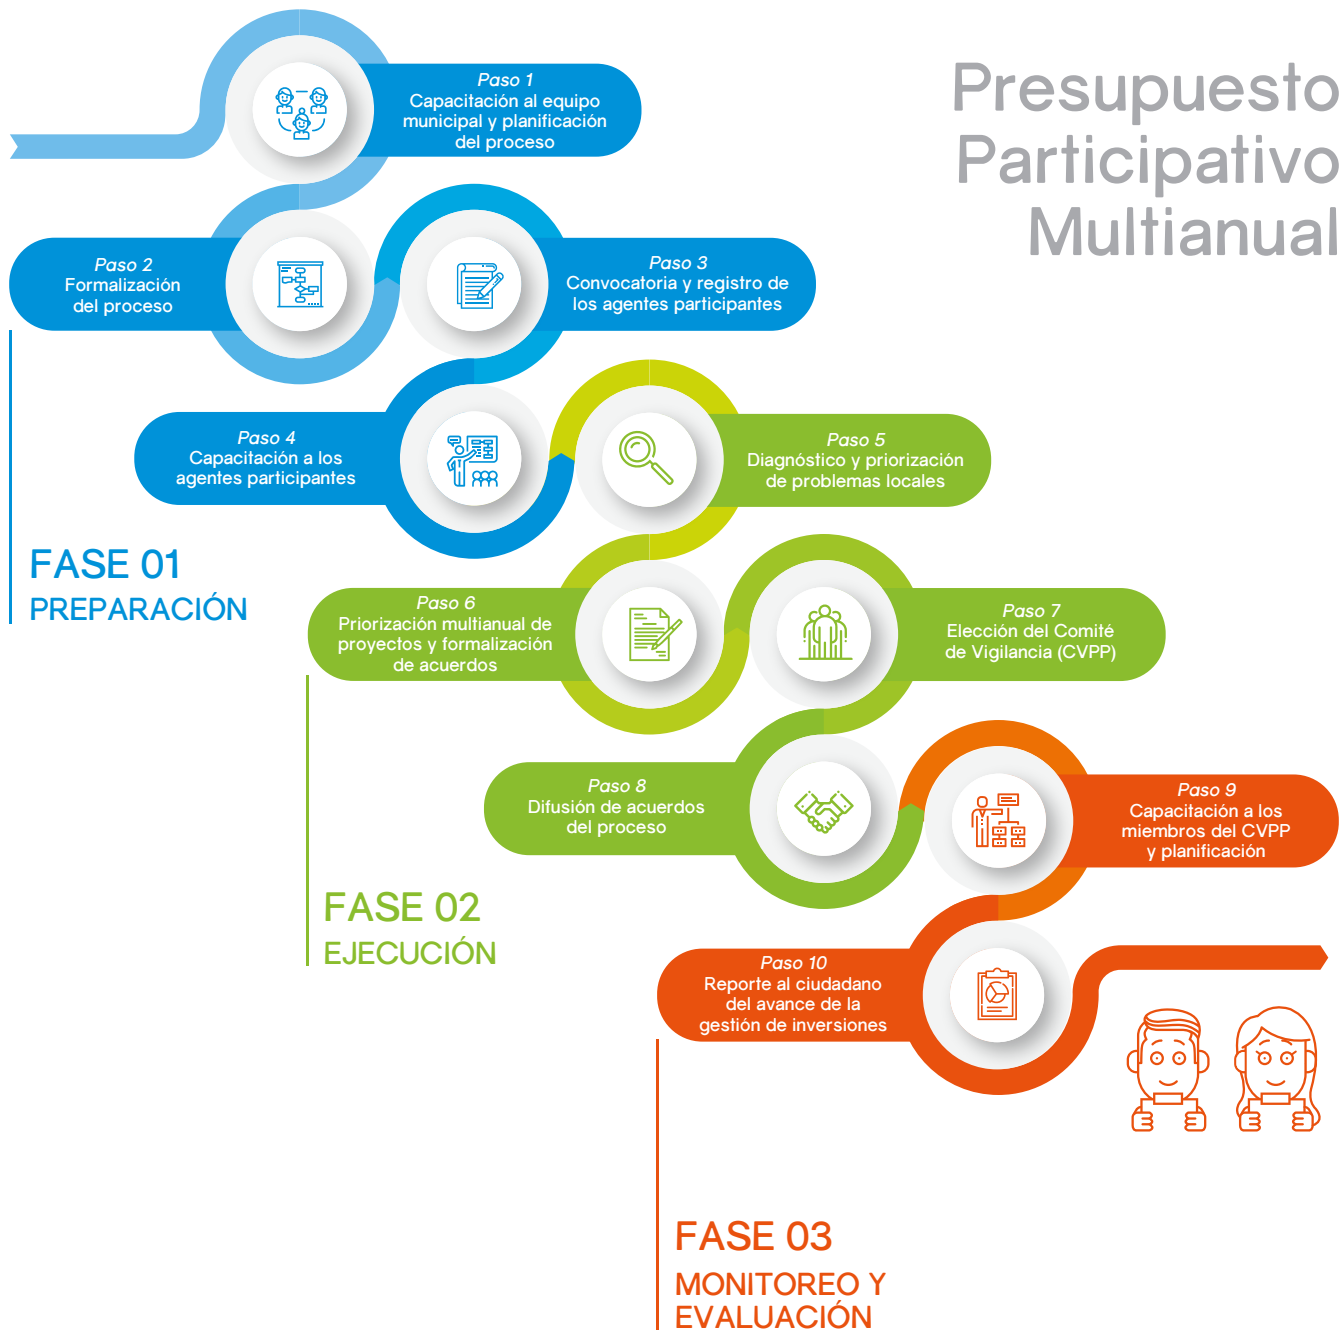 Presupuesto
Participativo
Multianual
Paso 1
Capacitación al equipo
municipal y planificación
del proceso
Paso 2
Formalización
del proceso
Paso 3
Convocatoria y registro de
los agentes participantes
Paso 4
Capacitación a los
agentes participantes
FASE 01
PREPARACIÓN
Paso 5
Diagnóstico y priorización
de problemas locales
Paso 6
Priorización multianual de
proyectos y formalización
de acuerdos
Paso 7
Elección del Comité
de Vigilancia (CVPP)
Paso 8
Difusión de acuerdos
del proceso
FASE 02
EJECUCIÓN
Paso 9
Capacitación a los
miembros del CVPP
y planificación
Paso 10
Reporte al ciudadano
del avance de la
gestión de inversiones
FASE 03
MONITOREO Y
EVALUACIÓN